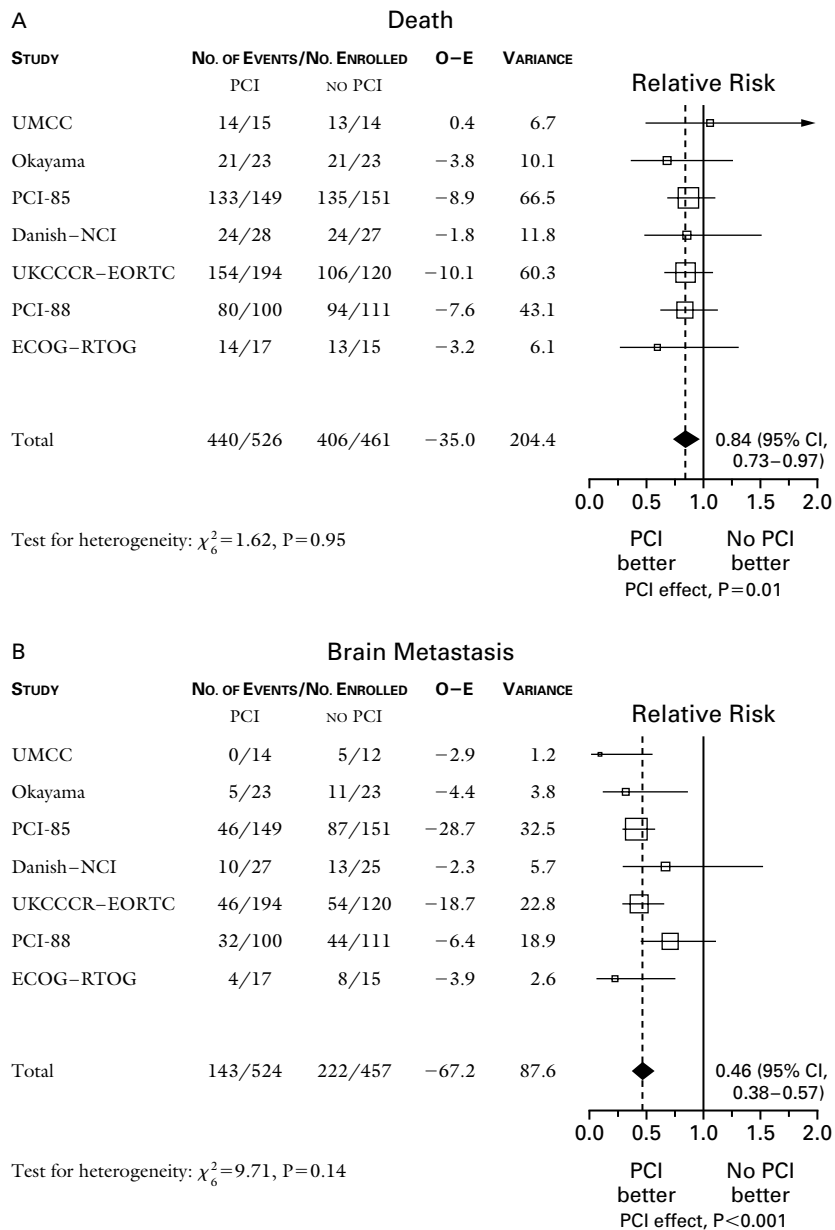 A Death
STUDY NO. OF EVENTS/NO. ENROLLED O–E VARIANCE
PCI NO PCI Relative Risk
UMCC 14/15 13/14 0.4 6.7
Okayama 21/23 21/23 −3.8 10.1
PCI-85 133/149 135/151 −8.9 66.5
Danish–NCI 24/28 24/27 −1.8 11.8
UKCCCR–EORTC 154/194 106/120 −10.1 60.3
PCI-88 80/100 94/111 −7.6 43.1
ECOG–RTOG 14/17 13/15 −3.2 6.1
Total 440/526 406/461 −35.0 204.4 0.84 (95% CI,
0.73–0.97)
0.0 0.5 1.0 1.5 2.0
Test for heterogeneity: χ²₆=1.62, P=0.95 PCI No PCI
better better
PCI effect, P=0.01
B Brain Metastasis
STUDY NO. OF EVENTS/NO. ENROLLED O–E VARIANCE
PCI NO PCI Relative Risk
UMCC 0/14 5/12 −2.9 1.2
Okayama 5/23 11/23 −4.4 3.8
PCI-85 46/149 87/151 −28.7 32.5
Danish–NCI 10/27 13/25 −2.3 5.7
UKCCCR–EORTC 46/194 54/120 −18.7 22.8
PCI-88 32/100 44/111 −6.4 18.9
ECOG–RTOG 4/17 8/15 −3.9 2.6
Total 143/524 222/457 −67.2 87.6 0.46 (95% CI,
0.38–0.57)
0.0 0.5 1.0 1.5 2.0
Test for heterogeneity: χ²₆=9.71, P=0.14 PCI No PCI
better better
PCI effect, P<0.001